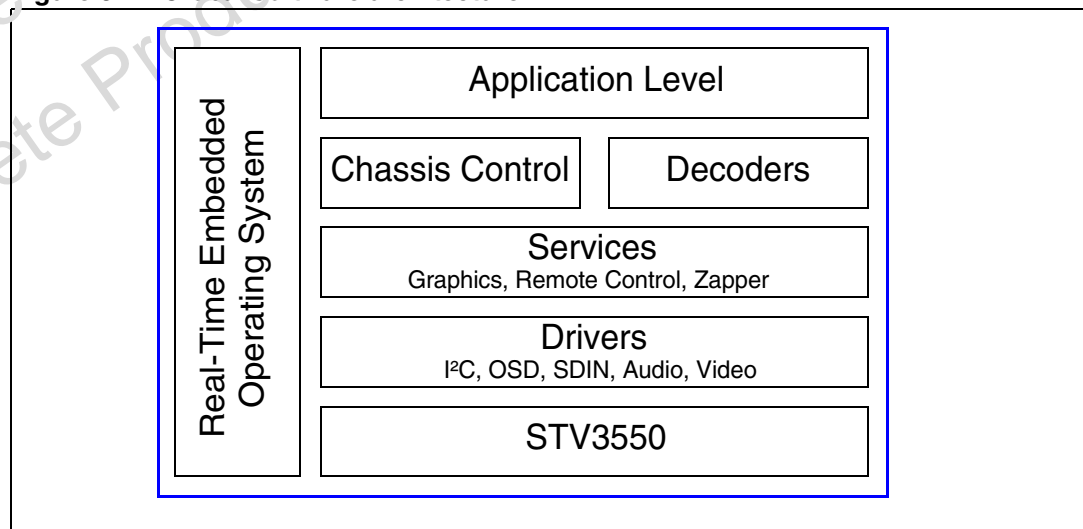 Application Level
Real-Time Embedded
Operating System
Chassis Control
Decoders
Services
Graphics, Remote Control, Zapper
Drivers
I²C, OSD, SDIN, Audio, Video
STV3550